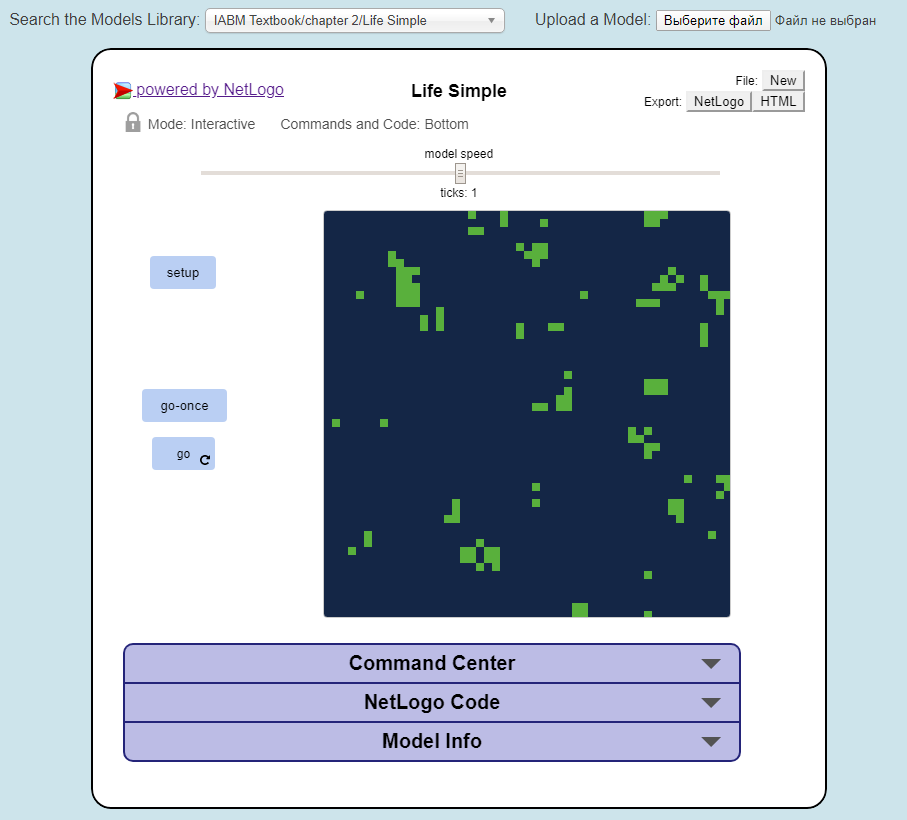 Search the Models Library: IABM Textbook/chapter 2/Life Simple Upload a Model: Выберите файл Файл не выбран
powered by NetLogo Life Simple File: New
Export: NetLogo HTML
Mode: Interactive Commands and Code: Bottom
model speed
ticks: 1
setup
go-once
go
Command Center
NetLogo Code
Model Info